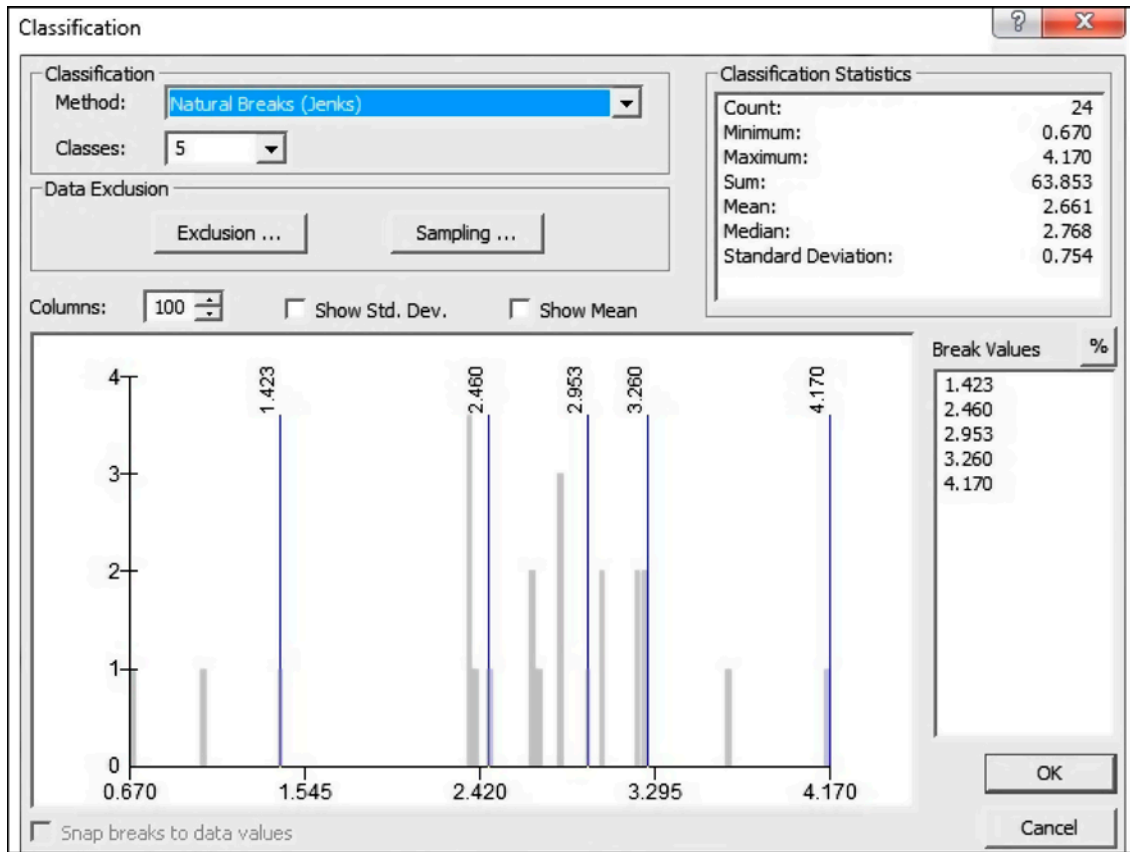 Classification
Classification
Method: Natural Breaks (Jenks)
Classes: 5
Data Exclusion
Exclusion ...
Sampling ...
Classification Statistics
Count: 24
Minimum: 0.670
Maximum: 4.170
Sum: 63.853
Mean: 2.661
Median: 2.768
Standard Deviation: 0.754
Columns: 100 Show Std. Dev. Show Mean
Break Values %
1.423
2.460
2.953
3.260
4.170
1.423 2.460 2.953 3.260 4.170
4
3
2
1
0
0.670 1.545 2.420 3.295 4.170
Snap breaks to data values
OK
Cancel